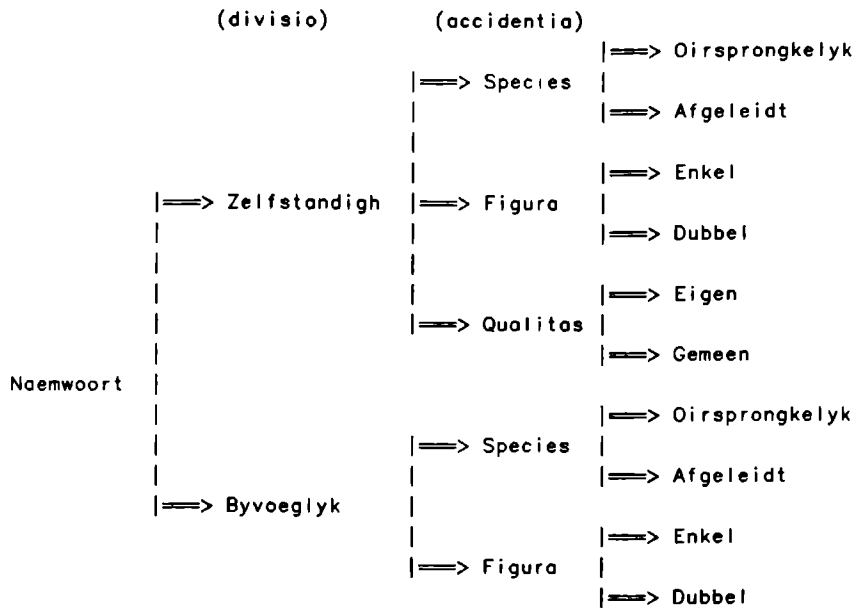 (divisio) (accidentia)
|══> Oirsprongkelyk
|══> Species
|══> Afgeleidt
|══> Enkel
|══> Zelfstandigh |══> Figura
|══> Dubbel
|══> Eigen
|══> Qualitas
|══> Gemeen
Naemwoort
|══> Oirsprongkelyk
|══> Species
|══> Afgeleidt
|══> Byvoeglyk
|══> Enkel
|══> Figura
|══> Dubbel